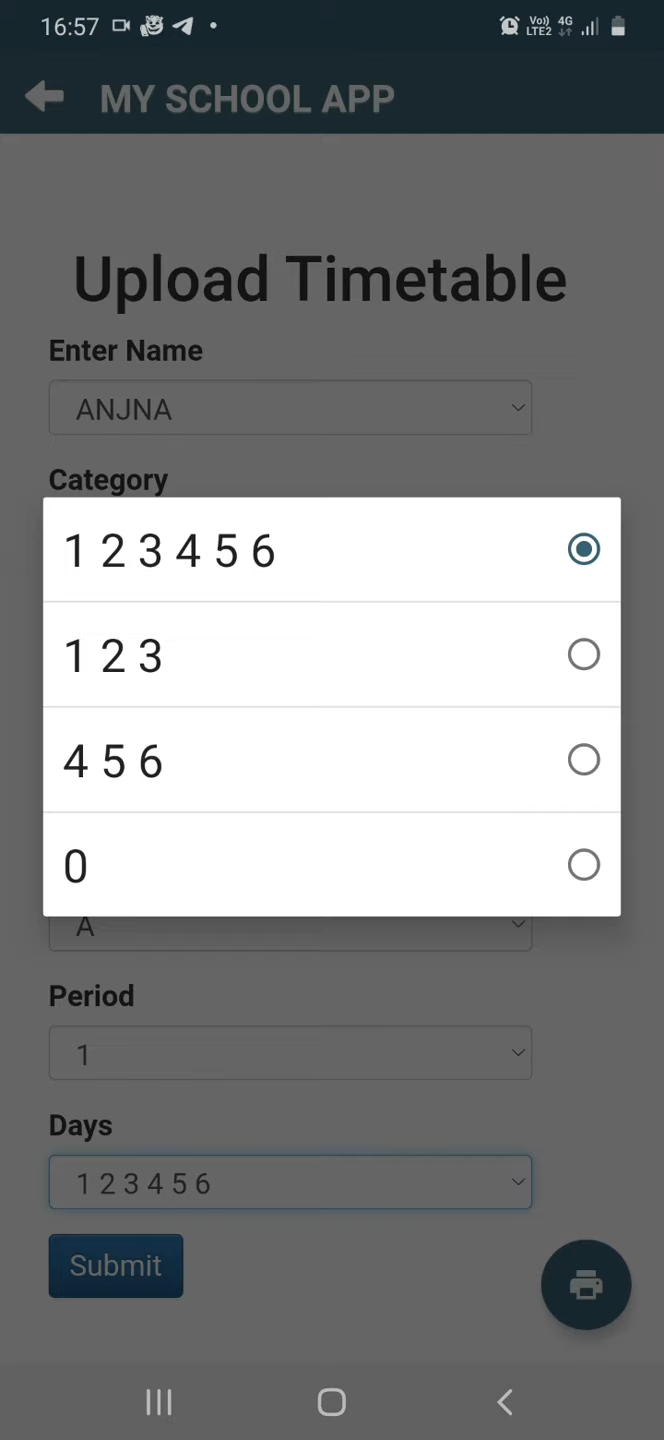 16:57
Vo)) 4G
LTE2
MY SCHOOL APP
Upload Timetable
Enter Name
ANJNA
Category
1 2 3 4 5 6
1 2 3
4 5 6
0
A
Period
1
Days
1 2 3 4 5 6
Submit